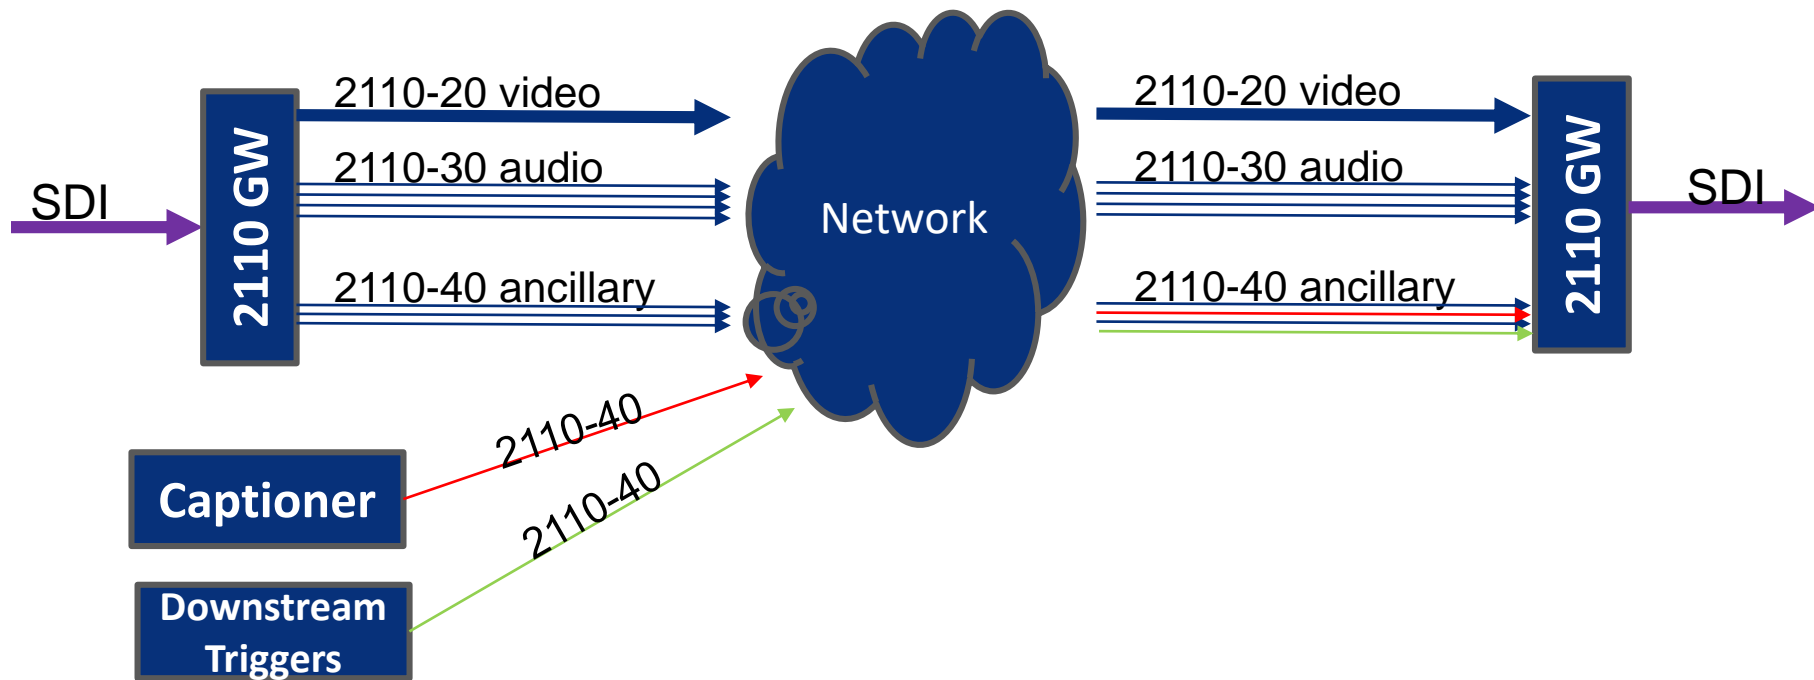 2110-20 video
2110-30 audio
2110-40 ancillary
SDI
2110 GW
Network
2110-20 video
2110-30 audio
2110-40 ancillary
2110 GW
SDI
2110-40
2110-40
Captioner
Downstream
Triggers